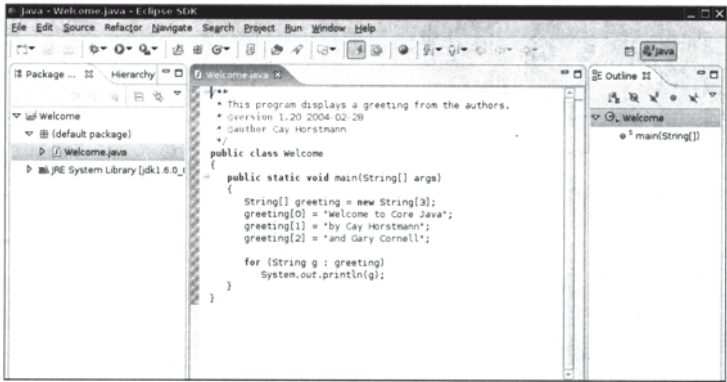 Java - Welcome.java - Eclipse SDK
File Edit Source Refactor Navigate Search Project Run Window Help
Java
Package ... Hierarchy
Welcome
(default package)
Welcome.java
JRE System Library [jdk1.6.0_
Welcome.java
/**
* This program displays a greeting from the authors.
* @version 1.20 2004-02-28
* @author Cay Horstmann
*/
public class Welcome
{
public static void main(String[] args)
{
String[] greeting = new String[3];
greeting[0] = "Welcome to Core Java";
greeting[1] = "by Cay Horstmann";
greeting[2] = "and Gary Cornell";
for (String g : greeting)
System.out.println(g);
}
}
Outline
Welcome
main(String[])